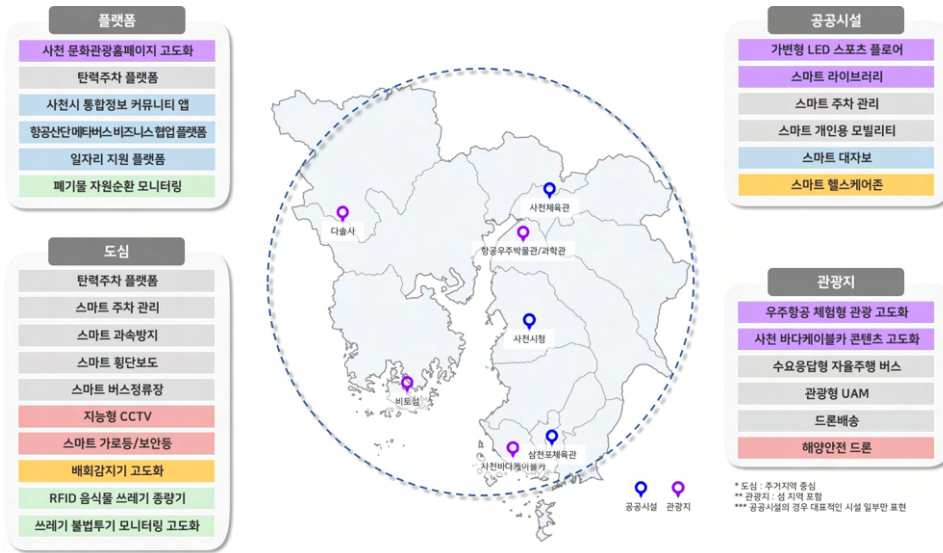 플랫폼
사천 문화관광홈페이지 고도화
탄력주차 플랫폼
사천시 통합정보 커뮤니티 앱
항공산단 메타버스 비즈니스 협업 플랫폼
일자리 지원 플랫폼
폐기물 자원순환 모니터링
도심
탄력주차 플랫폼
스마트 주차 관리
스마트 과속방지
스마트 횡단보도
스마트 버스정류장
지능형 CCTV
스마트 가로등/보안등
배회감지기 고도화
RFID 음식물 쓰레기 종량기
쓰레기 불법투기 모니터링 고도화
다솔사
사천체육관
항공우주박물관/과학관
사천시청
비토섬
사천바다케이블카
삼천포체육관
공공시설
관광지
공공시설
가변형 LED 스포츠 플로어
스마트 라이브러리
스마트 주차 관리
스마트 개인용 모빌리티
스마트 대자보
스마트 헬스케어존
관광지
우주항공 체험형 관광 고도화
사천 바다케이블카 콘텐츠 고도화
수요응답형 자율주행 버스
관광형 UAM
드론배송
해양안전 드론
* 도심 : 주거지역 중심
** 관광지 : 섬 지역 포함
*** 공공시설의 경우 대표적인 시설 일부만 표현